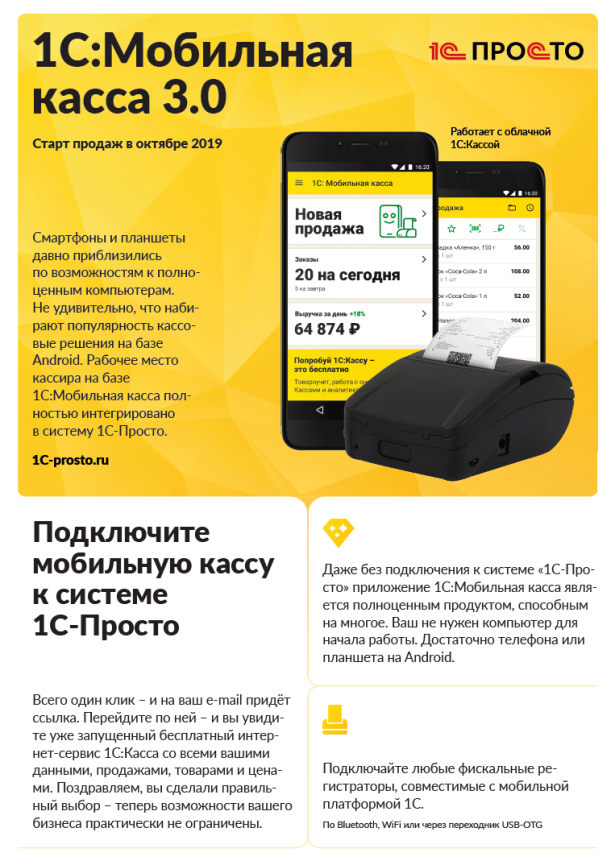 1С:Мобильная
касса 3.0
1С ПРОСТО
Старт продаж в октябре 2019
Работает с облачной
1С:Кассой
Смартфоны и планшеты
давно приблизились
по возможностям к полно-
ценным компьютерам.
Не удивительно, что наби-
рают популярность кассо-
вые решения на базе
Android. Рабочее место
кассира на базе
1С:Мобильная касса пол-
ностью интегрировано
в систему 1С-Просто.
1C-prosto.ru
16:20
1С: Мобильная касса
Новая
продажа
Заказы
20 на сегодня
5 на завтра
Выручка за день +18%
64 874 ₽
Попробуй 1С:Кассу –
это бесплатно
Товароучет, работа с
Кассами и аналитик
16:20
одажа
...₽ %
адка «Аленка», 150 г 56.00
1 шт
ок «Coca-Cola» 2 л 108.00
x 1 шт
ок «Coca-Cola» 1 л 52.00
1 шт
204.00
Подключите
мобильную кассу
к системе
1С-Просто
Всего один клик – и на ваш e-mail придёт
ссылка. Перейдите по ней – и вы увиди-
те уже запущенный бесплатный интер-
нет-сервис 1С:Касса со всеми вашими
данными, продажами, товарами и цена-
ми. Поздравляем, вы сделали правиль-
ный выбор – теперь возможности вашего
бизнеса практически не ограничены.
Даже без подключения к системе «1С-Про-
сто» приложение 1С:Мобильная касса явля-
ется полноценным продуктом, способным
на многое. Ваш не нужен компьютер для
начала работы. Достаточно телефона или
планшета на Android.
Подключайте любые фискальные ре-
гистраторы, совместимые с мобильной
платформой 1С.
По Bluetooth, WiFi или через переходник USB-OTG